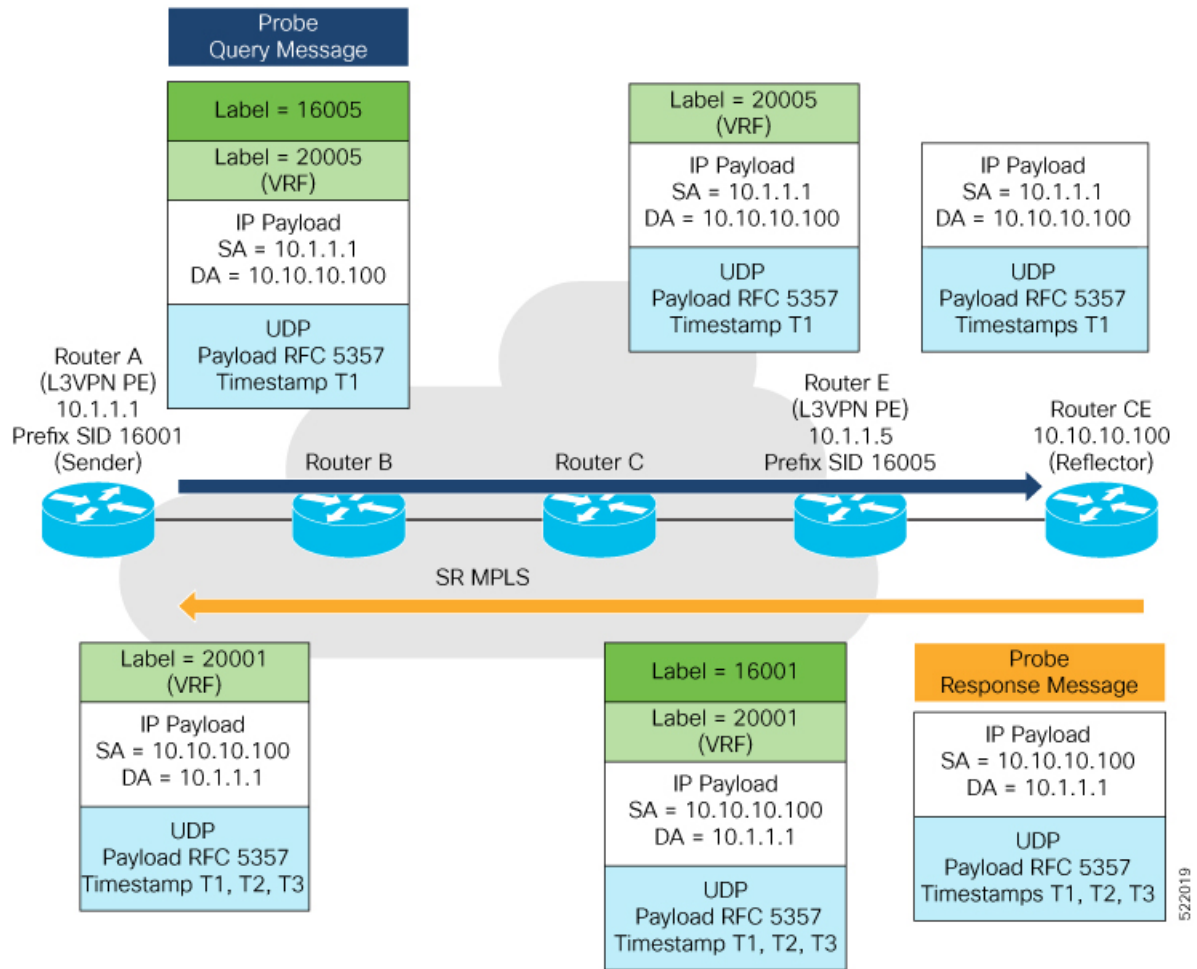 Probe
Query Message
Label = 16005
Label = 20005
(VRF)
IP Payload
SA = 10.1.1.1
DA = 10.10.10.100
UDP
Payload RFC 5357
Timestamp T1
Label = 20005
(VRF)
IP Payload
SA = 10.1.1.1
DA = 10.10.10.100
UDP
Payload RFC 5357
Timestamp T1
IP Payload
SA = 10.1.1.1
DA = 10.10.10.100
UDP
Payload RFC 5357
Timestamps T1
Router A
(L3VPN PE)
10.1.1.1
Prefix SID 16001
(Sender)
Router B
Router C
Router E
(L3VPN PE)
10.1.1.5
Prefix SID 16005
Router CE
10.10.10.100
(Reflector)
SR MPLS
Label = 20001
(VRF)
IP Payload
SA = 10.10.10.100
DA = 10.1.1.1
UDP
Payload RFC 5357
Timestamp T1, T2, T3
Label = 16001
Label = 20001
(VRF)
IP Payload
SA = 10.10.10.100
DA = 10.1.1.1
UDP
Payload RFC 5357
Timestamp T1, T2, T3
Probe
Response Message
IP Payload
SA = 10.10.10.100
DA = 10.1.1.1
UDP
Payload RFC 5357
Timestamps T1, T2, T3
522019